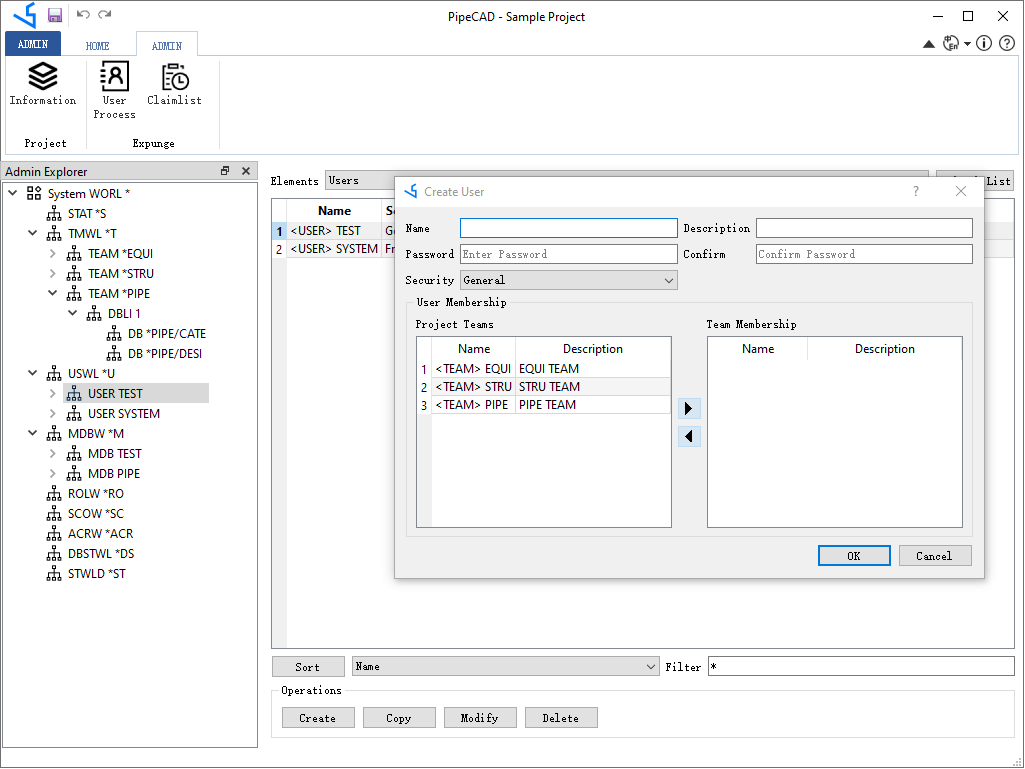 PipeCAD - Sample Project
ADMIN HOME ADMIN
Information User Process Claimlist
Project Expunge
Admin Explorer
System WORL *
STAT *S
TMWL *T
TEAM *EQUI
TEAM *STRU
TEAM *PIPE
DBLI 1
DB *PIPE/CATE
DB *PIPE/DESI
USWL *U
USER TEST
USER SYSTEM
MDBW *M
MDB TEST
MDB PIPE
ROLW *RO
SCOW *SC
ACRW *ACR
DBSTWL *DS
STWLD *ST
Elements Users List
Name
1 <USER> TEST
2 <USER> SYSTEM
Create User ?
Name Description
Password Enter Password Confirm Confirm Password
Security General
User Membership
Project Teams
Name Description
1 <TEAM> EQUI EQUI TEAM
2 <TEAM> STRU STRU TEAM
3 <TEAM> PIPE PIPE TEAM
Team Membership
Name Description
OK Cancel
Sort Name Filter *
Operations
Create Copy Modify Delete